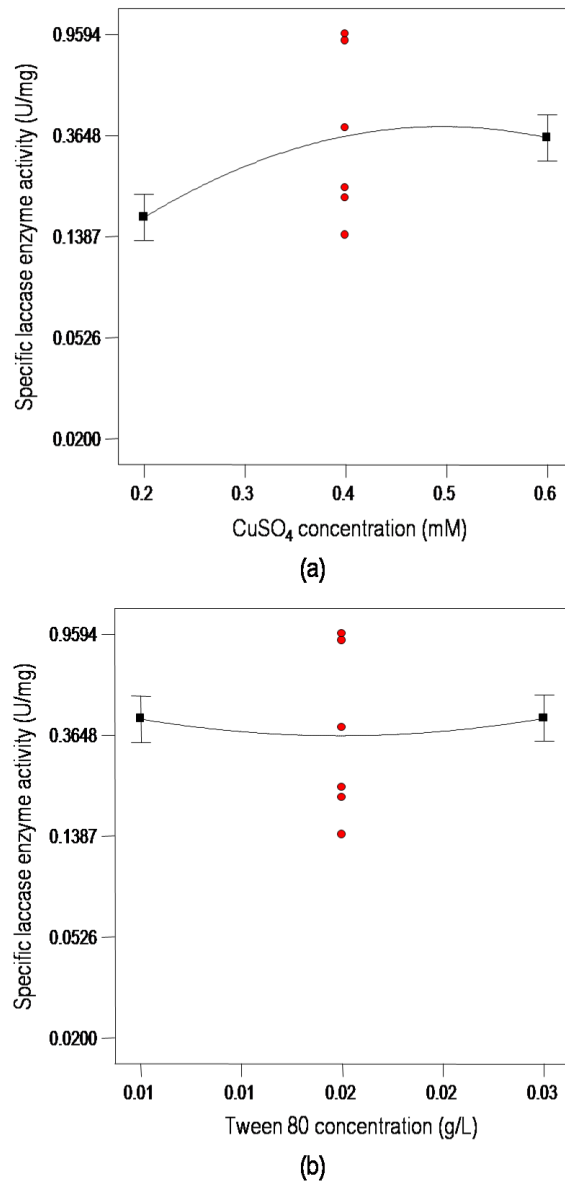 Specific laccase enzyme activity (U/mg)
0.9594
0.3648
0.1387
0.0526
0.0200
0.2 0.3 0.4 0.5 0.6
CuSO₄ concentration (mM)
(a)
Specific laccase enzyme activity (U/mg)
0.9594
0.3648
0.1387
0.0526
0.0200
0.01 0.01 0.02 0.02 0.03
Tween 80 concentration (g/L)
(b)